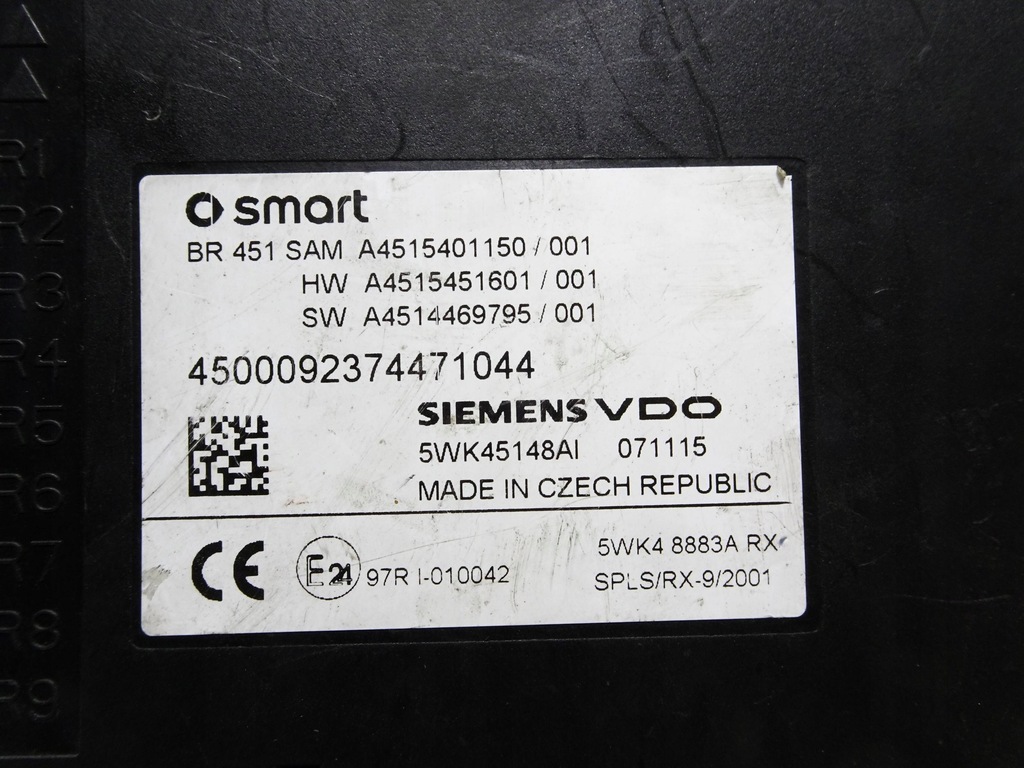 smart
BR 451 SAM A4515401150 / 001
HW A4515451601 / 001
SW A4514469795 / 001
4500092374471044
SIEMENS VDO
5WK45148AI 071115
MADE IN CZECH REPUBLIC
CE
E24 97R I-010042
5WK4 8883A RX
SPLS/RX-9/2001
R1
R2
R3
R4
R5
R6
R7
R8
R9